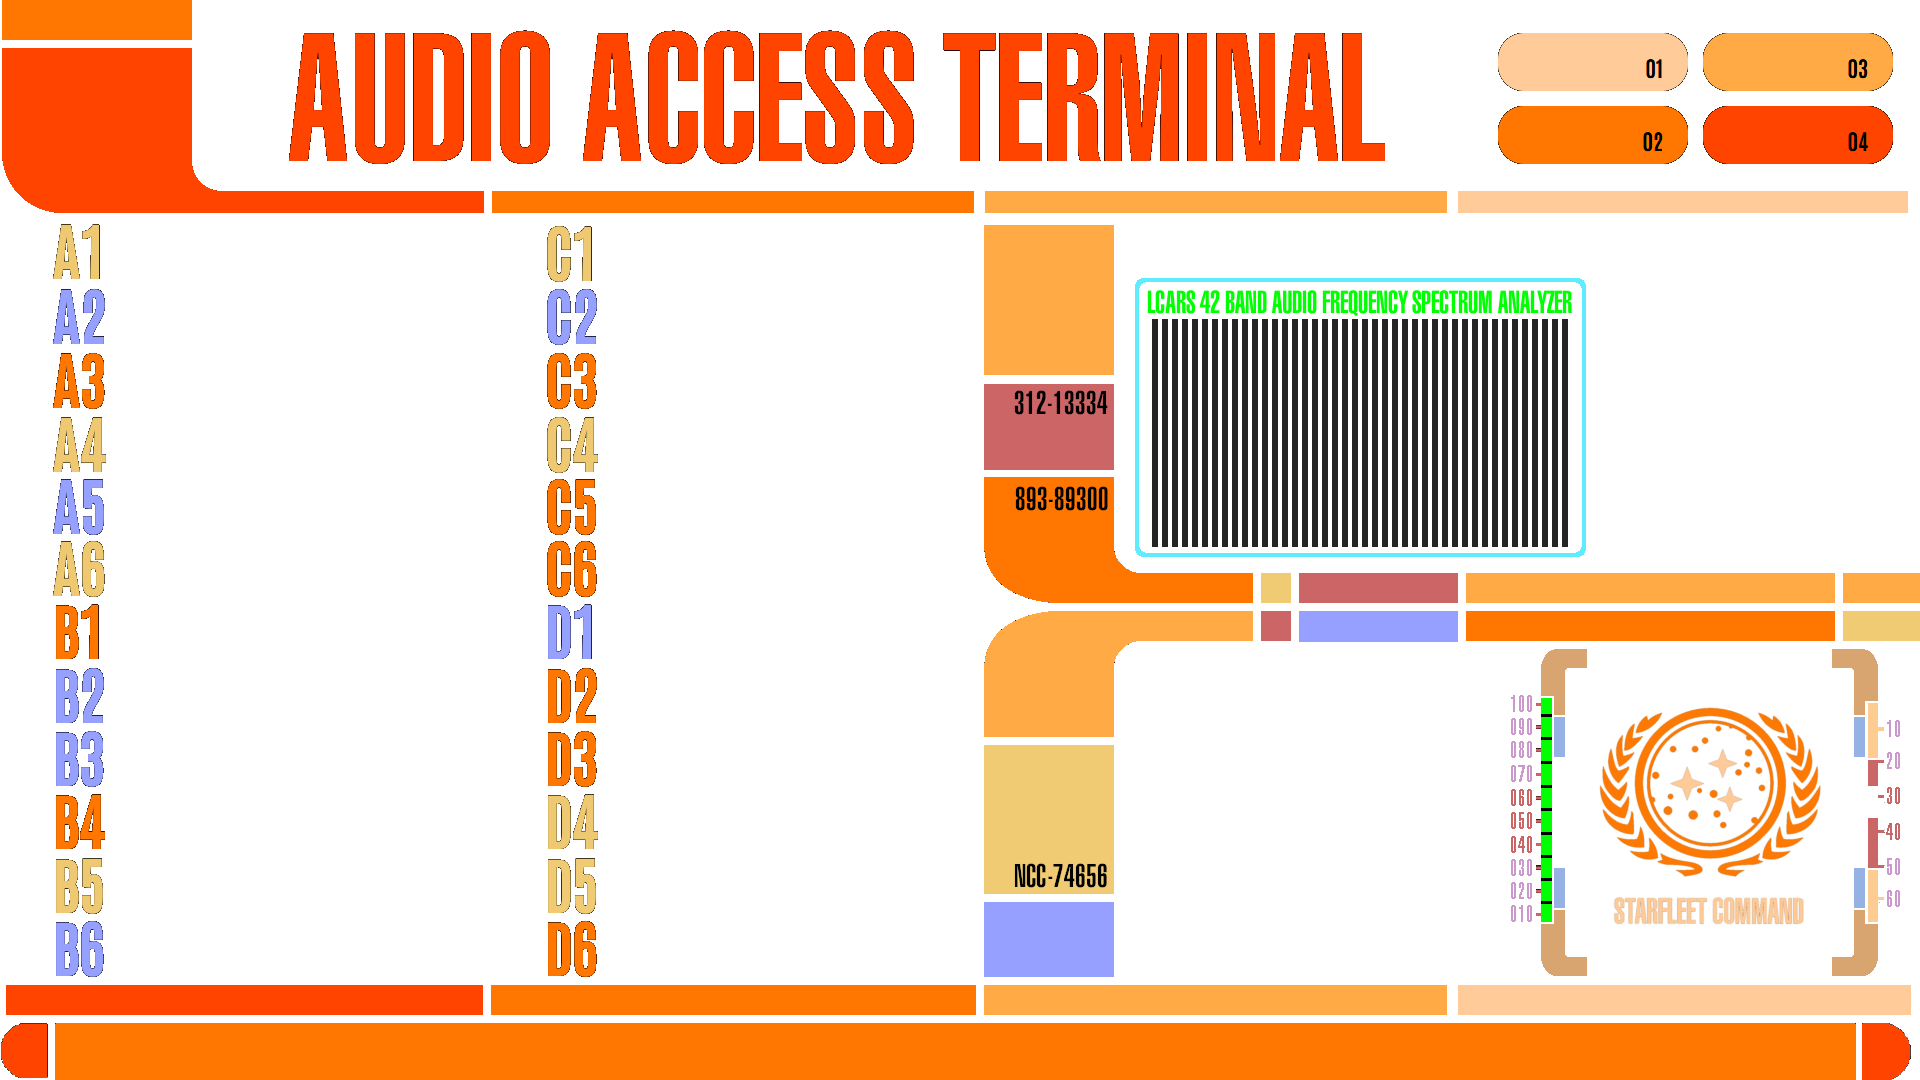 AUDIO ACCESS TERMINAL
01
03
02
04
A1
A2
A3
A4
A5
A6
B1
B2
B3
B4
B5
B6
C1
C2
C3
C4
C5
C6
D1
D2
D3
D4
D5
D6
312-13334
893-89300
NCC-74656
LCARS 42 BAND AUDIO FREQUENCY SPECTRUM ANALYZER
100
090
080
070
060
050
040
030
020
010
STARFLEET COMMAND
10
20
30
40
50
60